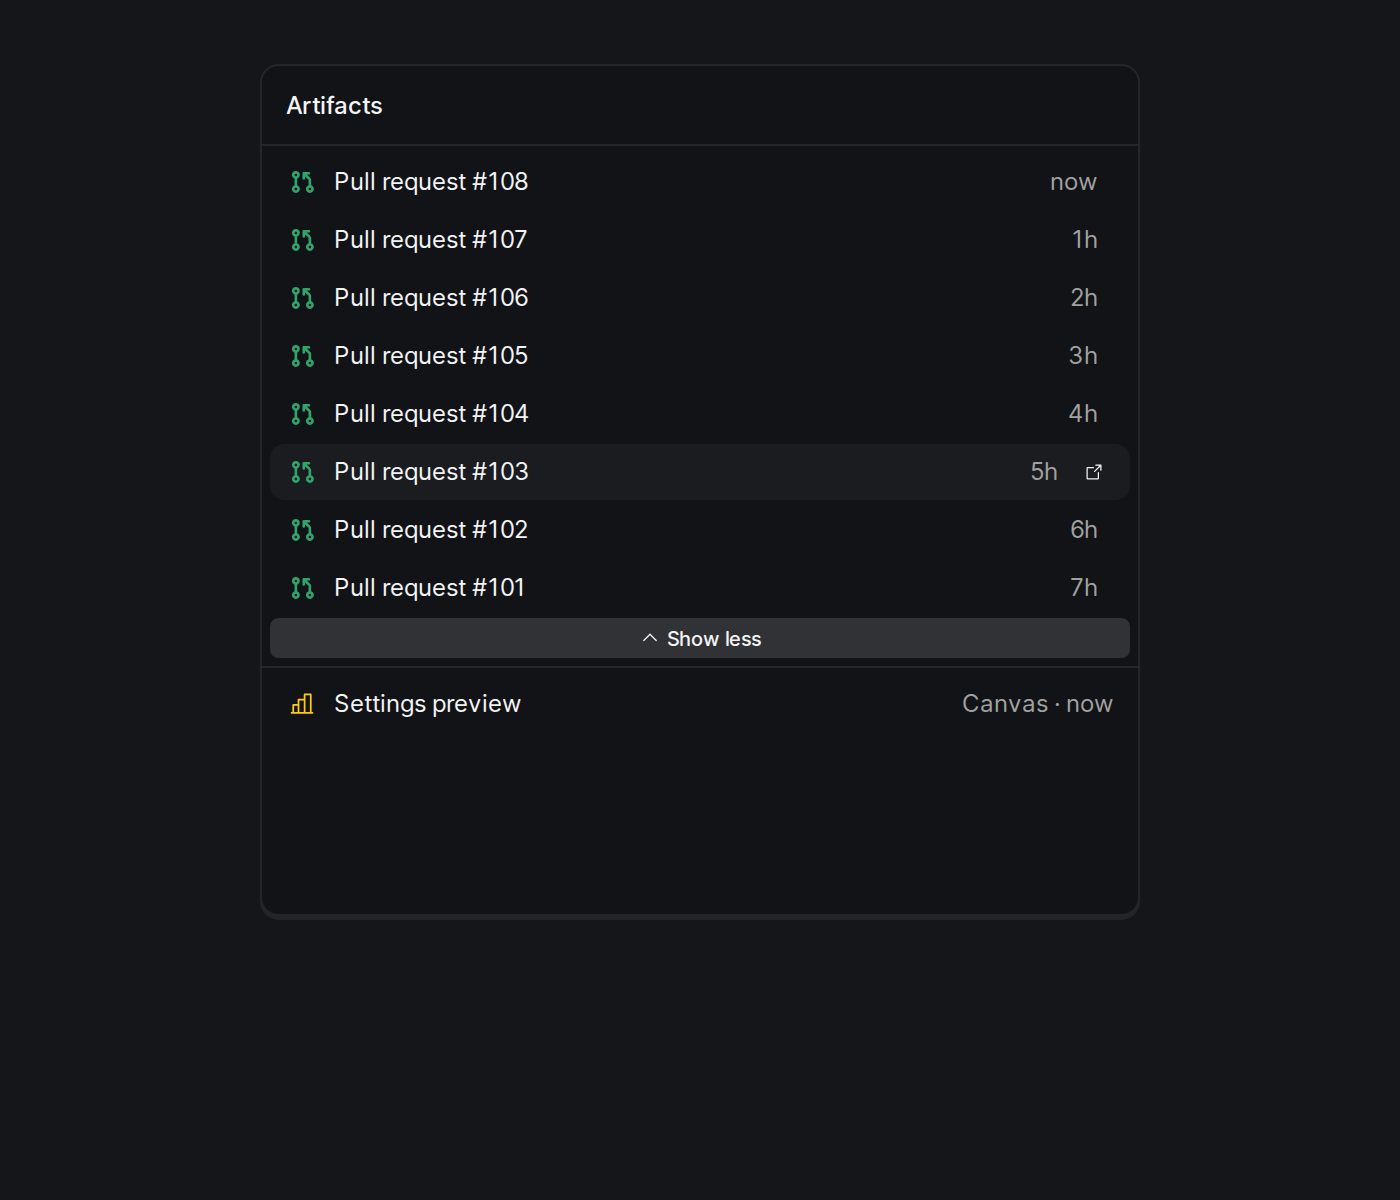 Artifacts
Pull request #108 now
Pull request #107 1h
Pull request #106 2h
Pull request #105 3h
Pull request #104 4h
Pull request #103 5h
Pull request #102 6h
Pull request #101 7h
Show less
Settings preview Canvas · now